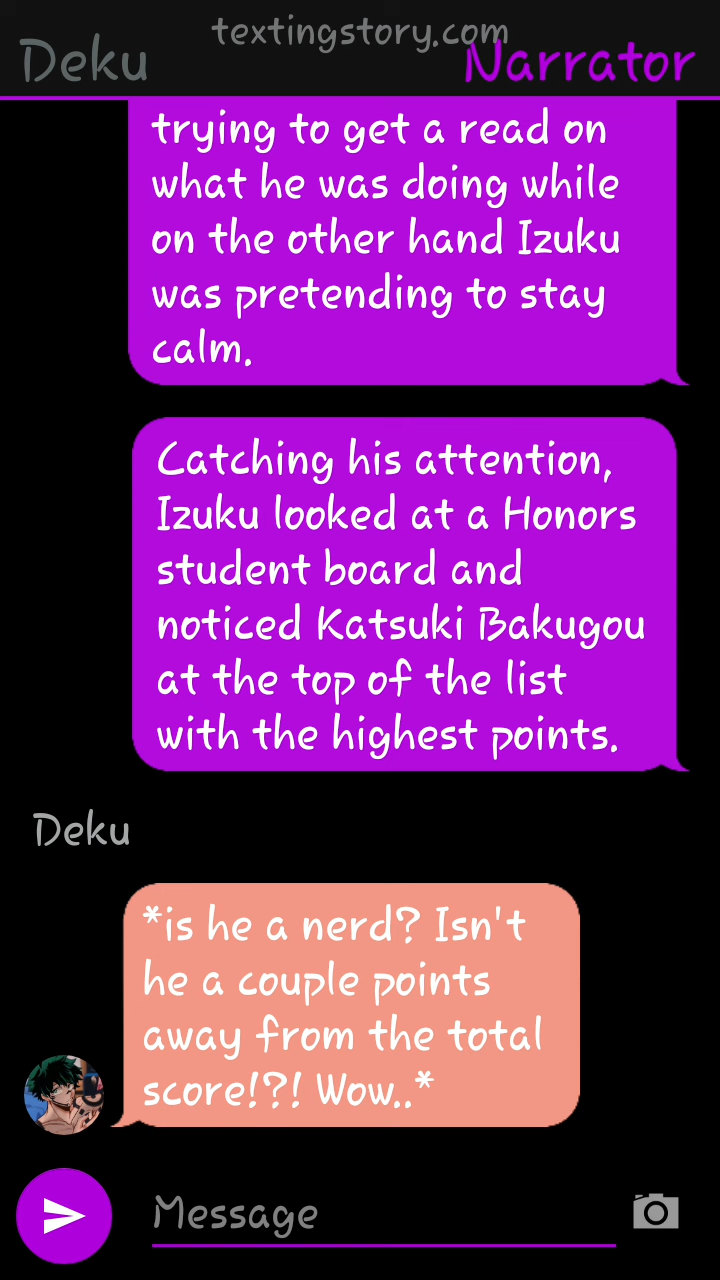 textingstory.com
Deku
Narrator
trying to get a read on
what he was doing while
on the other hand Izuku
was pretending to stay
calm.
Catching his attention,
Izuku looked at a Honors
student board and
noticed Katsuki Bakugou
at the top of the list
with the highest points.
Deku
*is he a nerd? Isn't
he a couple points
away from the total
score!?! Wow..*
Message